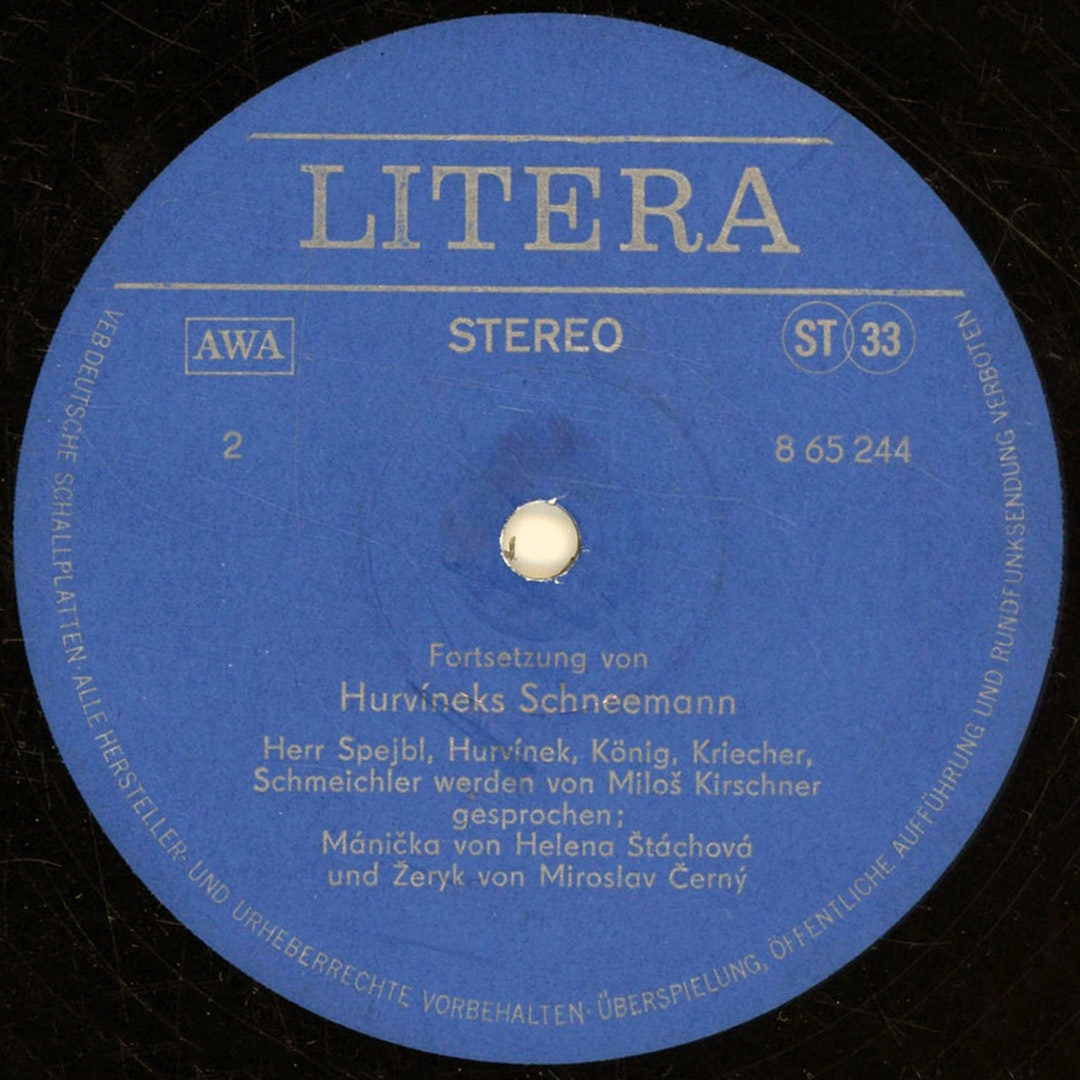 LITERA
AWA
STEREO
ST 33
2
8 65 244
Fortsetzung von
Hurvíneks Schneemann
Herr Spejbl, Hurvínek, König, Kriecher,
Schmeichler werden von Miloš Kirschner
gesprochen;
Mánička von Helena Štáchová
und Žeryk von Miroslav Černý
VEB DEUTSCHE SCHALLPLATTEN · ALLE HERSTELLER- UND URHEBERRECHTE VORBEHALTEN · ÜBERSPIELUNG, ÖFFENTLICHE AUFFÜHRUNG UND RUNDFUNKSENDUNG VERBOTEN